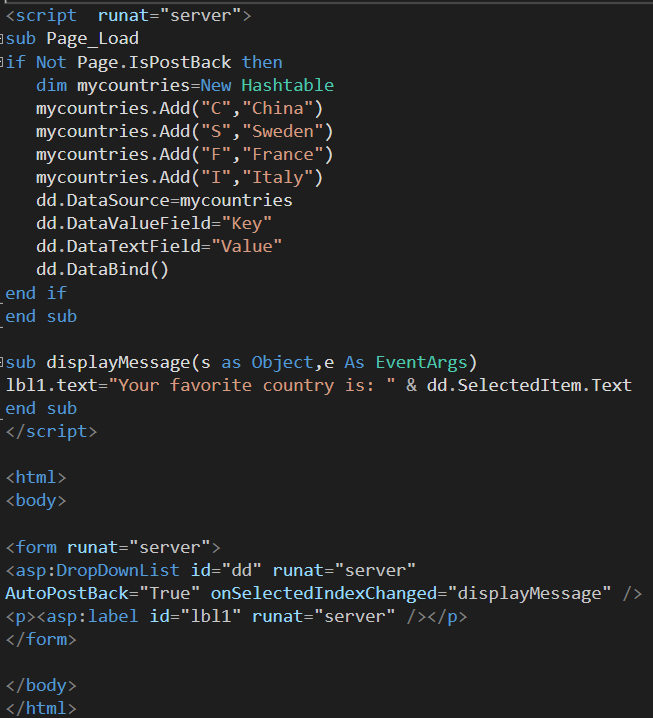 <script  runat="server">
sub Page_Load
if Not Page.IsPostBack then
   dim mycountries=New Hashtable
   mycountries.Add("C","China")
   mycountries.Add("S","Sweden")
   mycountries.Add("F","France")
   mycountries.Add("I","Italy")
   dd.DataSource=mycountries
   dd.DataValueField="Key"
   dd.DataTextField="Value"
   dd.DataBind()
end if
end sub

sub displayMessage(s as Object,e As EventArgs)
lbl1.text="Your favorite country is: " & dd.SelectedItem.Text
end sub
</script>

<html>
<body>

<form runat="server">
<asp:DropDownList id="dd" runat="server"
AutoPostBack="True" onSelectedIndexChanged="displayMessage" />
<p><asp:label id="lbl1" runat="server" /></p>
</form>

</body>
</html>